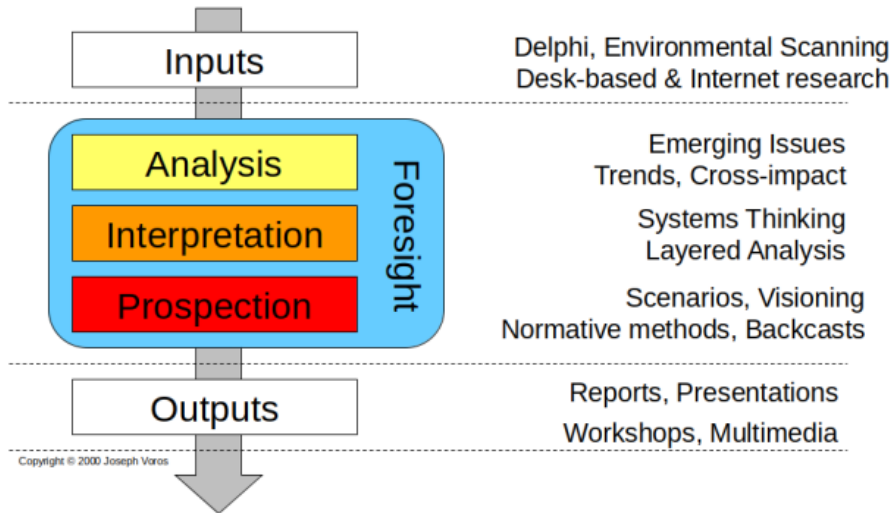 Inputs
Delphi, Environmental Scanning
Desk-based & Internet research
Foresight
Analysis
Emerging Issues
Trends, Cross-impact
Interpretation
Systems Thinking
Layered Analysis
Prospection
Scenarios, Visioning
Normative methods, Backcasts
Outputs
Reports, Presentations
Workshops, Multimedia
Copyright © 2000 Joseph Voros